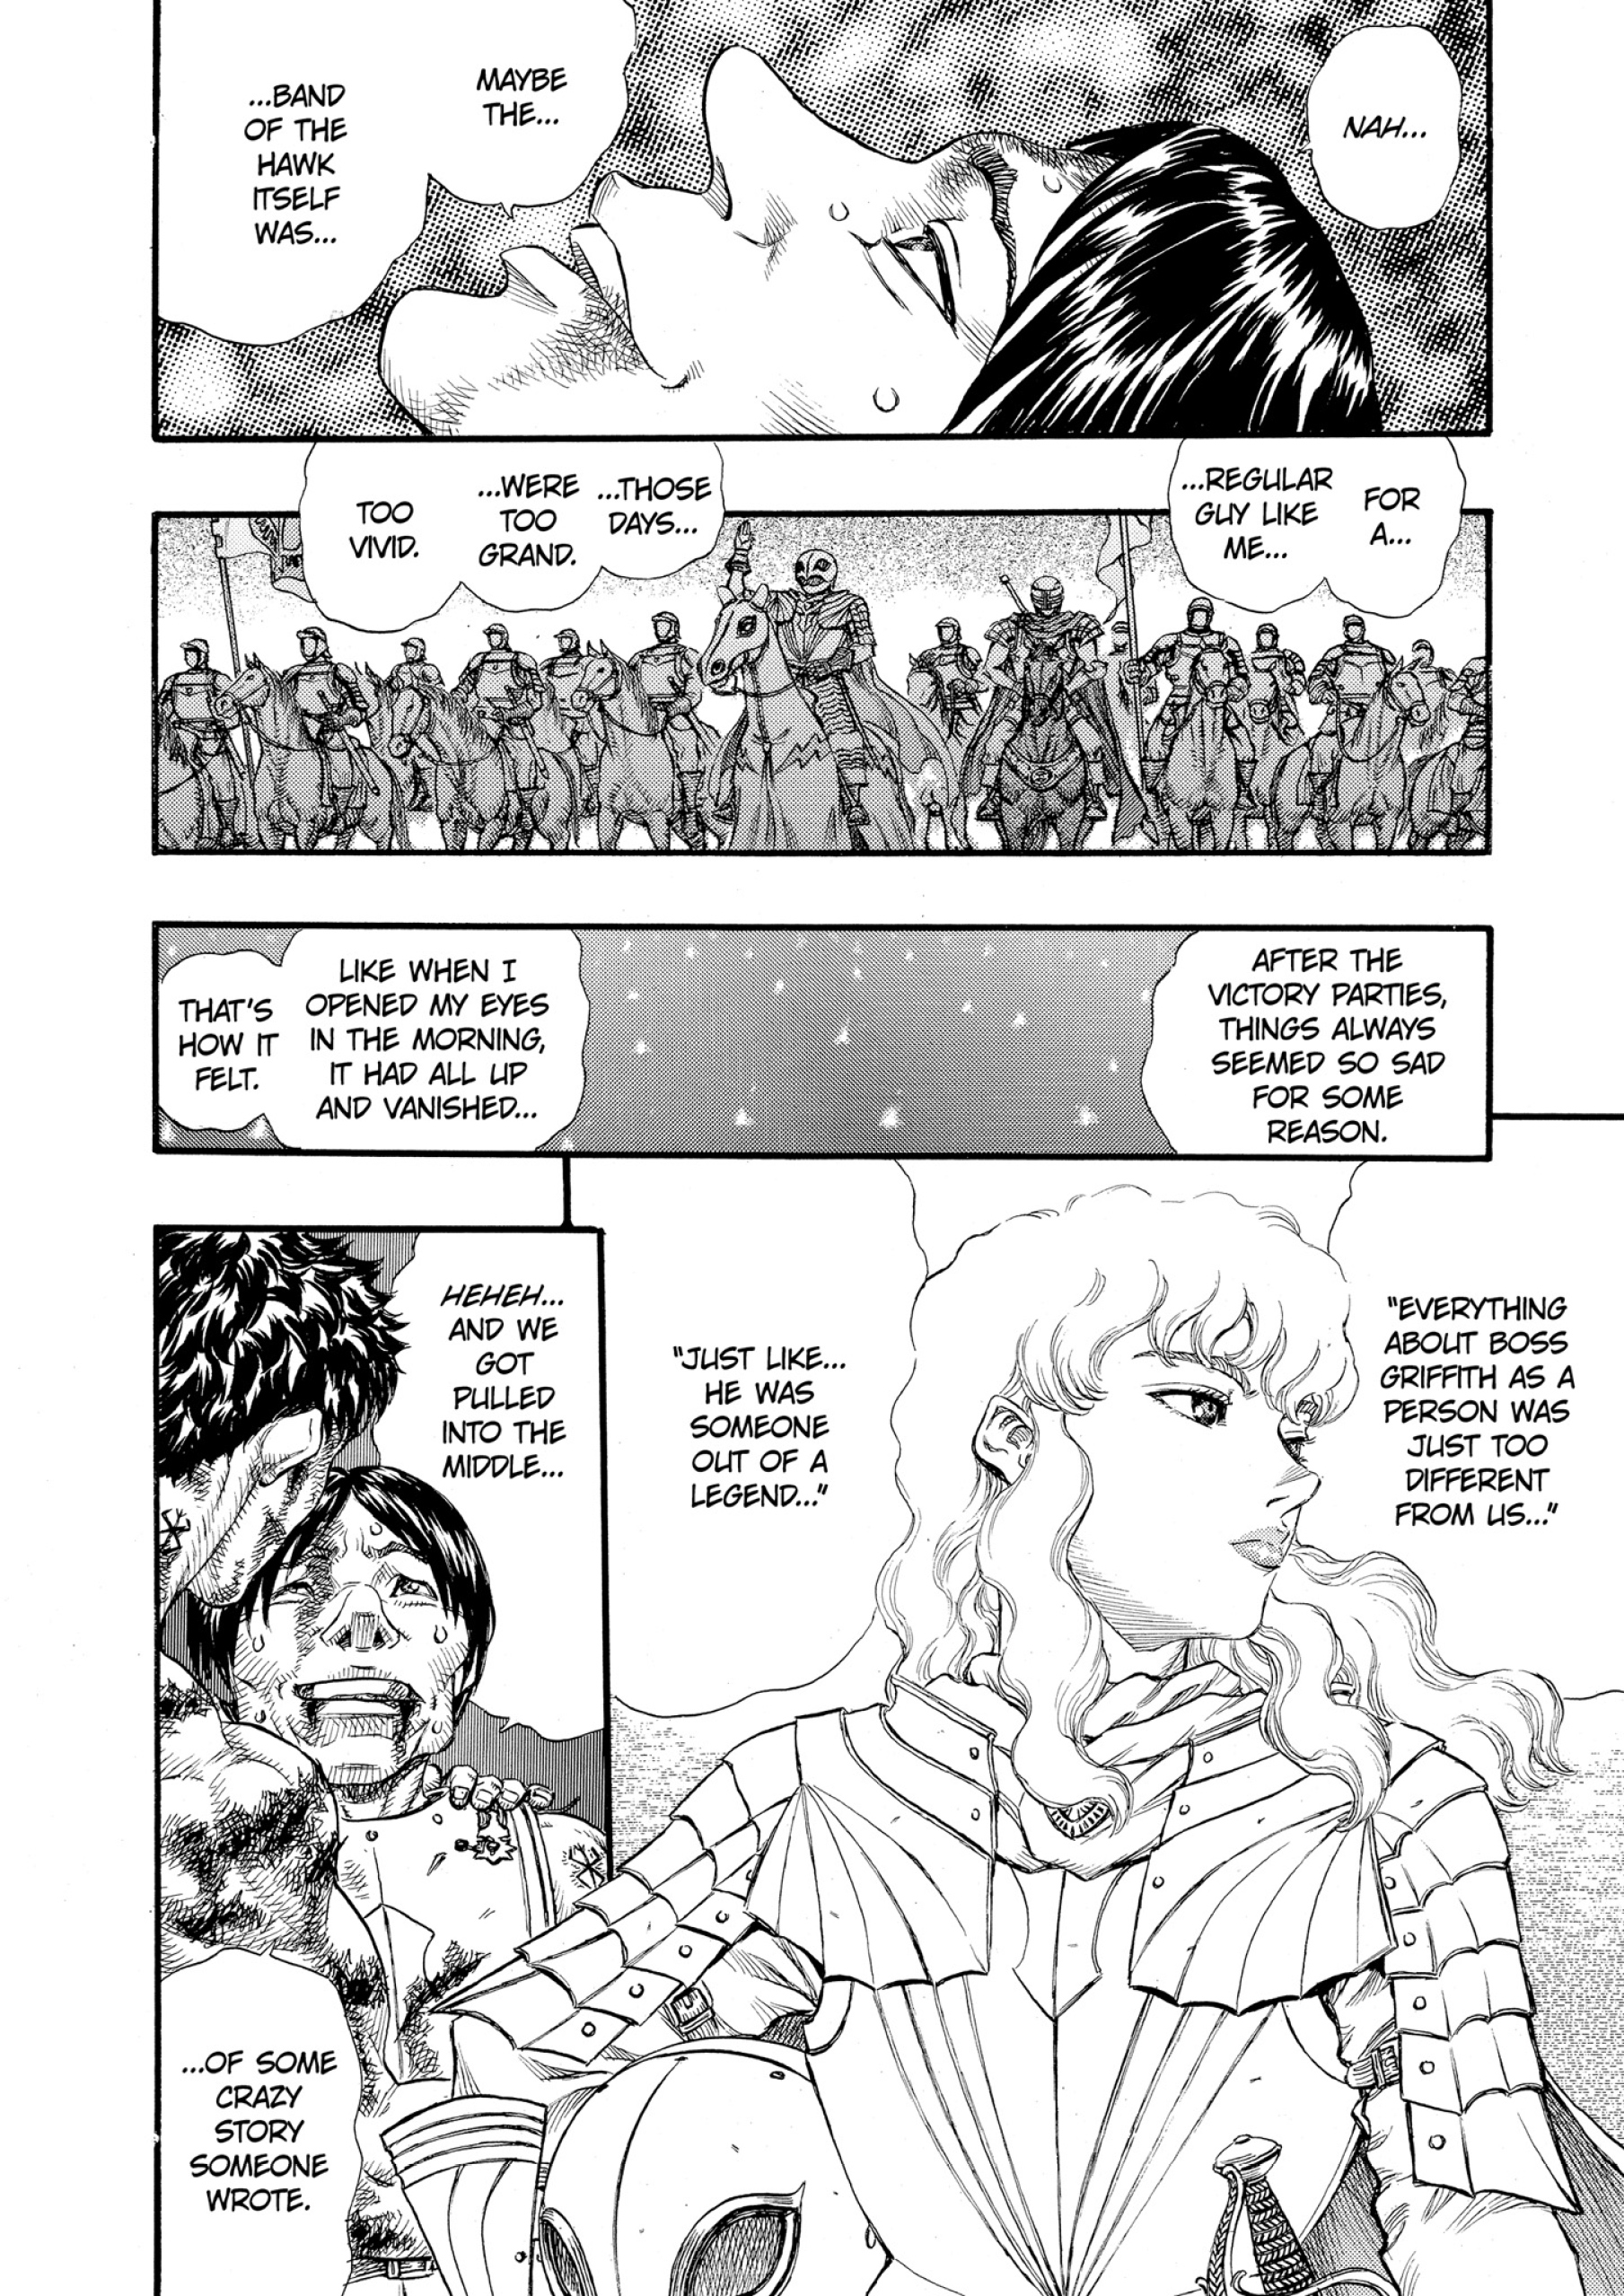 NAH...
MAYBE
THE...
...BAND
OF THE
HAWK
ITSELF
WAS...
FOR
A...
...REGULAR
GUY LIKE
ME...
...THOSE
DAYS...
...WERE
TOO
GRAND.
TOO
VIVID.
AFTER THE
VICTORY PARTIES,
THINGS ALWAYS
SEEMED SO SAD
FOR SOME
REASON.
LIKE WHEN I
OPENED MY EYES
IN THE MORNING,
IT HAD ALL UP
AND VANISHED...
THAT'S
HOW IT
FELT.
"EVERYTHING
ABOUT BOSS
GRIFFITH AS A
PERSON WAS
JUST TOO
DIFFERENT
FROM US..."
"JUST LIKE...
HE WAS
SOMEONE
OUT OF A
LEGEND..."
HEHEH...
AND WE
GOT
PULLED
INTO THE
MIDDLE...
...OF SOME
CRAZY
STORY
SOMEONE
WROTE.